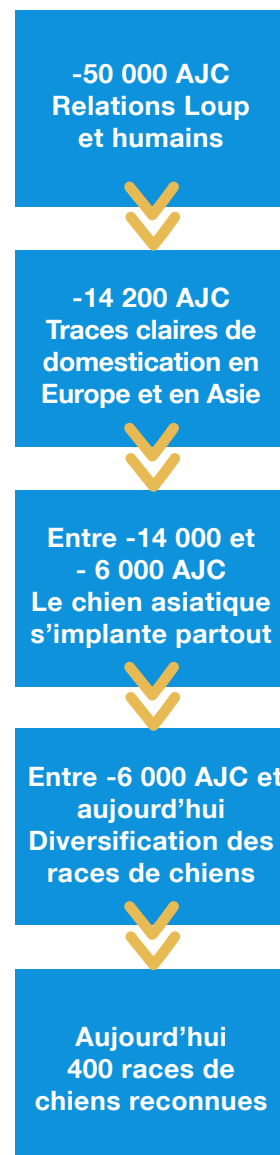 -50 000 AJC
Relations Loup
et humains
-14 200 AJC
Traces claires de
domestication en
Europe et en Asie
Entre -14 000 et
- 6 000 AJC
Le chien asiatique
s'implante partout
Entre -6 000 AJC et
aujourd'hui
Diversification des
races de chiens
Aujourd'hui
400 races de
chiens reconnues